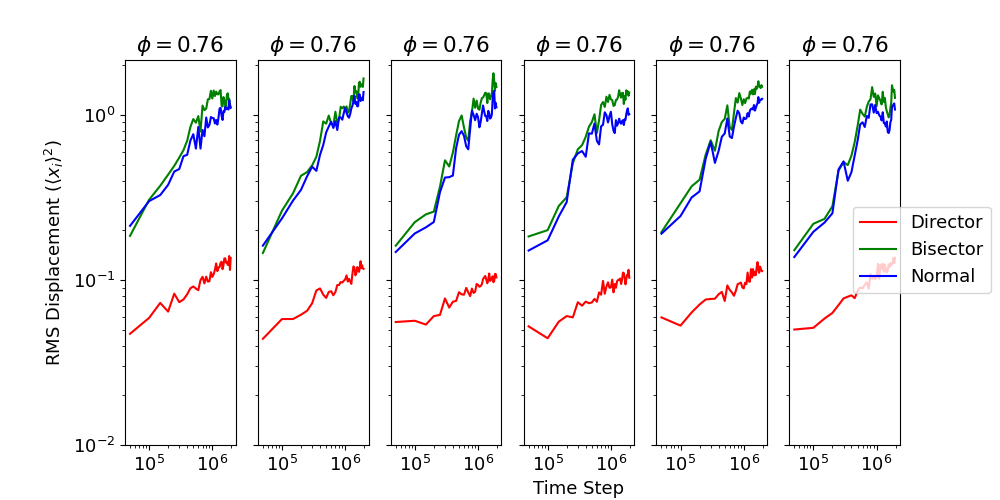 ϕ = 0.76 ϕ = 0.76 ϕ = 0.76 ϕ = 0.76 ϕ = 0.76 ϕ = 0.76
RMS Displacement (⟨x_i⟩²)
10⁰
10⁻¹
10⁻²
Director
Bisector
Normal
10⁵ 10⁶ 10⁵ 10⁶ 10⁵ 10⁶ 10⁵ 10⁶ 10⁵ 10⁶ 10⁵ 10⁶
Time Step